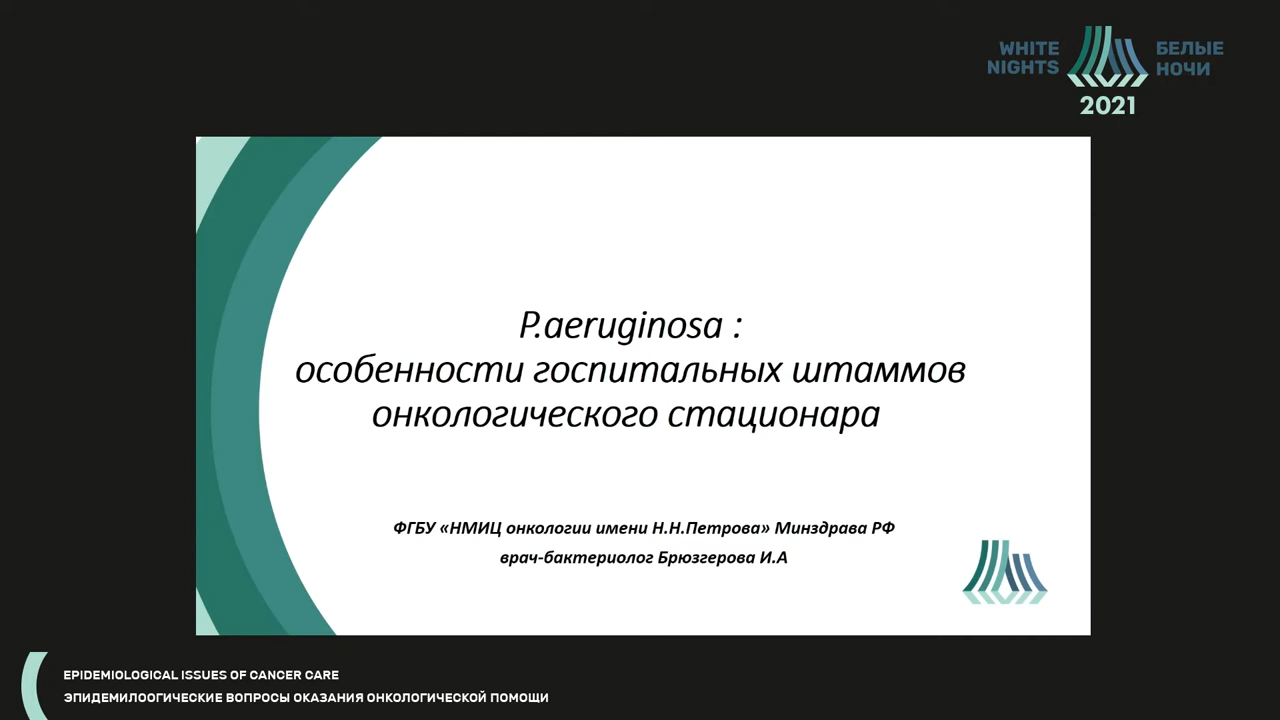 WHITE
NIGHTS
БЕЛЫЕ
НОЧИ
2021
P.aeruginosa :
особенности госпитальных штаммов
онкологического стационара
ФГБУ «НМИЦ онкологии имени Н.Н.Петрова» Минздрава РФ
врач-бактериолог Брюзгерова И.А
EPIDEMIOLOGICAL ISSUES OF CANCER CARE
ЭПИДЕМИЛООГИЧЕСКИЕ ВОПРОСЫ ОКАЗАНИЯ ОНКОЛОГИЧЕСКОЙ ПОМОЩИ